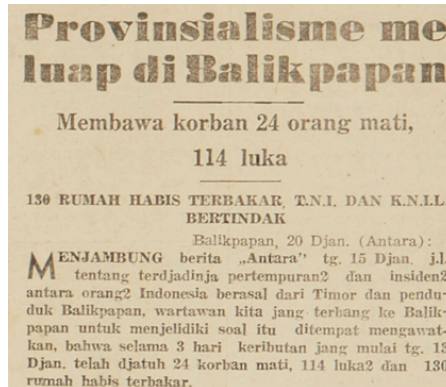 Provinsialisme me
luap di Balikpapan
Membawa korban 24 orang mati,
114 luka
130 RUMAH HABIS TERBAKAR, T.N.I. DAN K.N.I.L.
BERTINDAK
Balikpapan, 20 Djan. (Antara):
MENJAMBUNG berita „Antara” tg. 15 Djan. j.l.
tentang terdjadinja pertempuran2 dan insiden2
antara orang2 Indonesia berasal dari Timor dan pendu-
duk Balikpapan, wartawan kita jang terbang ke Balik-
papan untuk menjelidiki soal itu ditempat mengawat-
kan, bahwa selama 3 hari keributan jang mulai tg. 13
Djan. telah djatuh 24 korban mati, 114 luka2 dan 130
rumah habis terbakar.